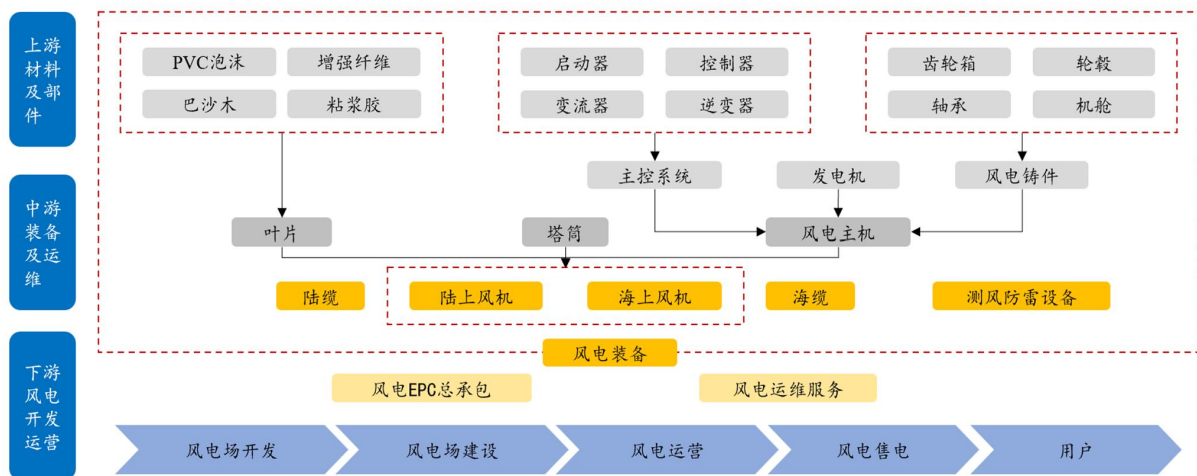 上游
材料
及部
件
PVC泡沫
增强纤维
启动器
控制器
齿轮箱
轮毂
巴沙木
粘浆胶
变流器
逆变器
轴承
机舱
中游
装备
及运
维
主控系统
发电机
风电铸件
叶片
塔筒
风电主机
陆缆
陆上风机
海上风机
海缆
测风防雷设备
风电装备
下游
风电
开发
运营
风电EPC总承包
风电运维服务
风电场开发
风电场建设
风电运营
风电售电
用户